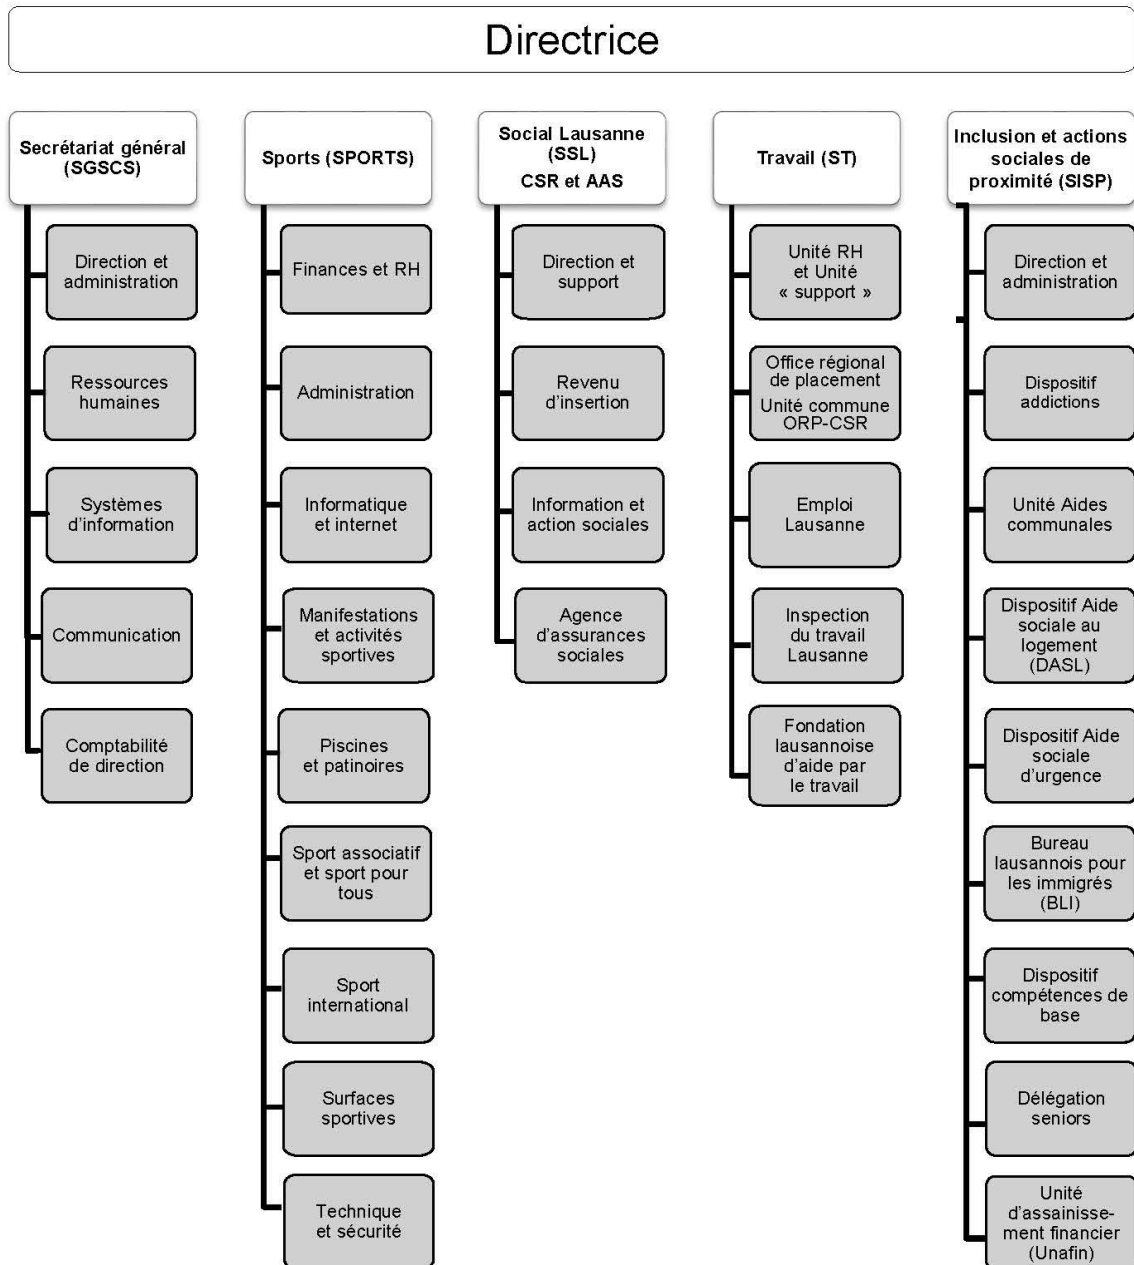 Directrice
Secrétariat général
(SGSCS)
Direction et
administration
Ressources
humaines
Systèmes
d'information
Communication
Comptabilité
de direction
Sports (SPORTS)
Finances et RH
Administration
Informatique
et internet
Manifestations
et activités
sportives
Piscines
et patinoires
Sport associatif
et sport pour
tous
Sport
international
Surfaces
sportives
Technique
et sécurité
Social Lausanne
(SSL)
CSR et AAS
Direction et
support
Revenu
d'insertion
Information et
action sociales
Agence
d'assurances
sociales
Travail (ST)
Unité RH
et Unité
« support »
Office régional
de placement
Unité commune
ORP-CSR
Emploi
Lausanne
Inspection
du travail
Lausanne
Fondation
lausannoise
d'aide par
le travail
Inclusion et actions
sociales de
proximité (SISP)
Direction et
administration
Dispositif
addictions
Unité Aides
communales
Dispositif Aide
sociale au
logement
(DASL)
Dispositif Aide
sociale
d'urgence
Bureau
lausannois pour
les immigrés
(BLI)
Dispositif
compétences de
base
Délégation
seniors
Unité
d'assainisse-
ment financier
(Unafin)